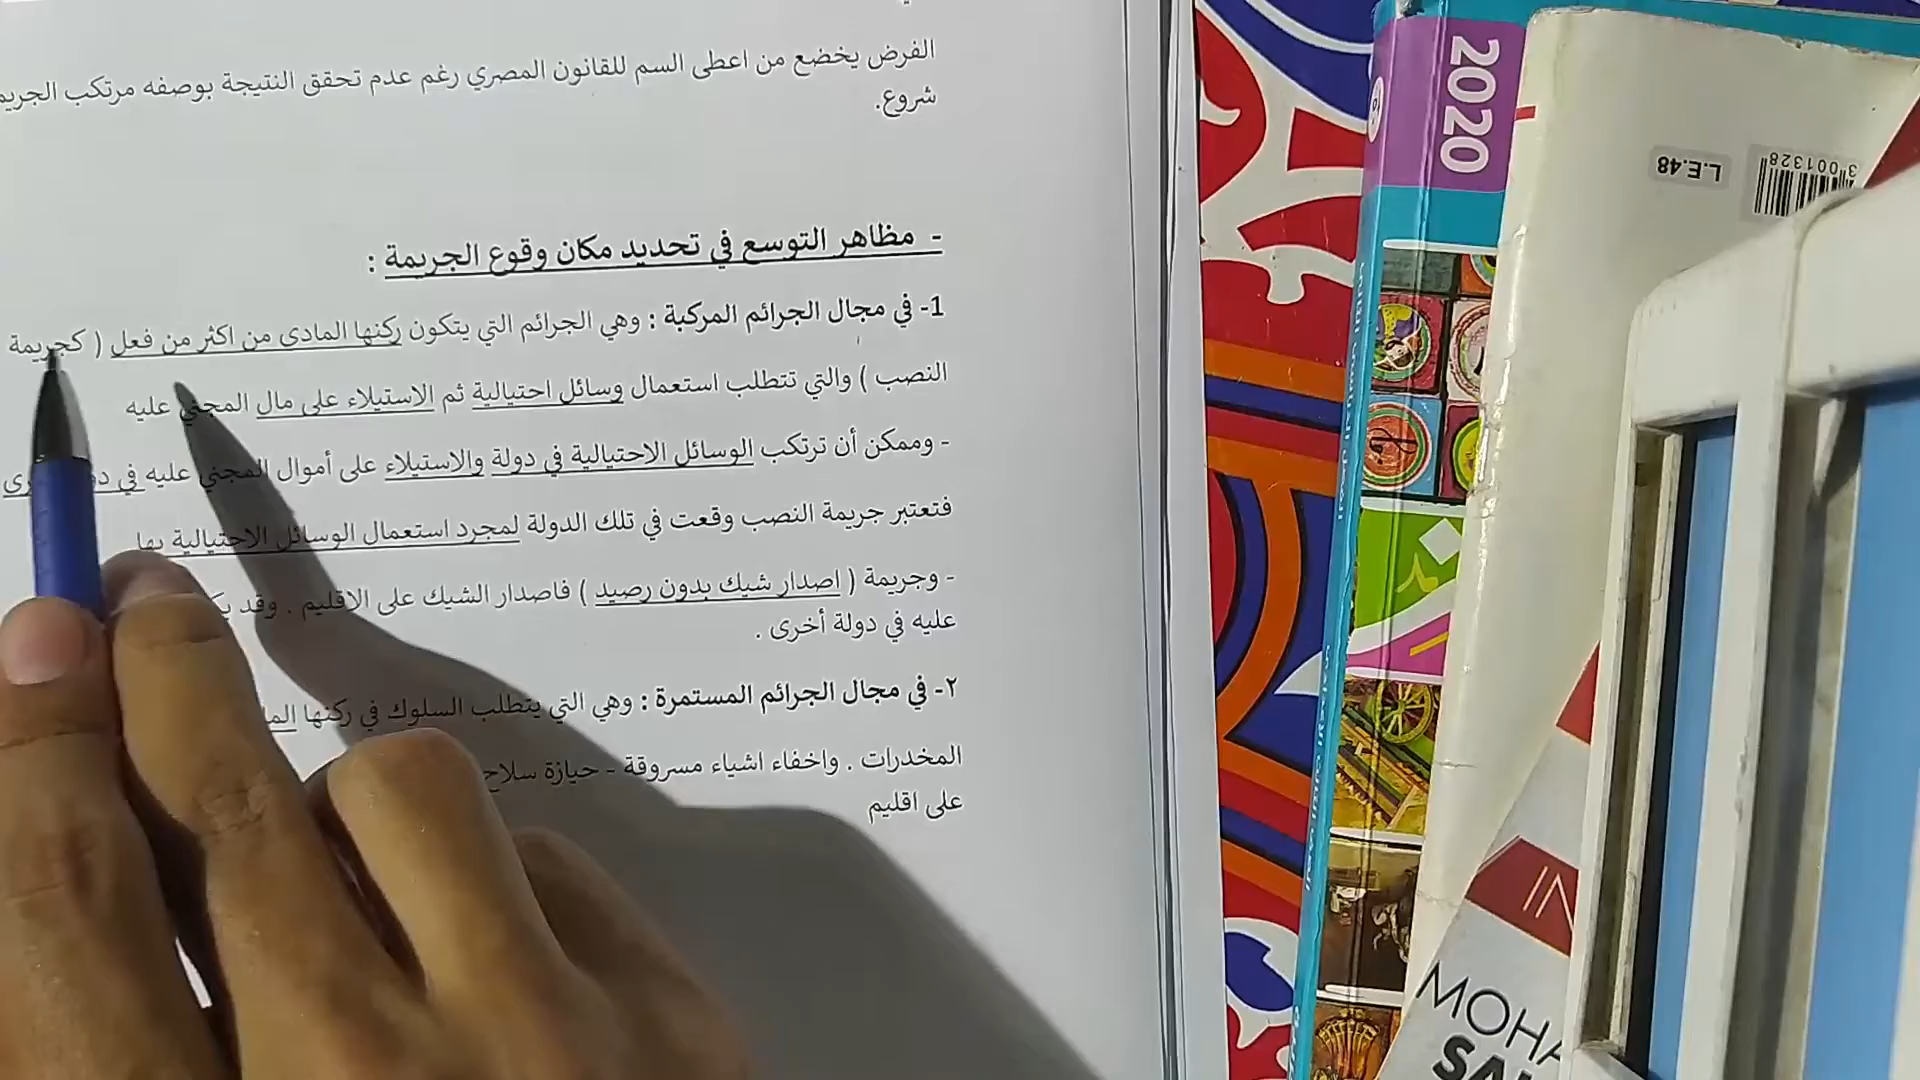 الفرض يخضع من اعطى السم للقانون المصري رغم عدم تحقق النتيجة بوصفه مرتكب
شروع.
- مظاهر التوسع في تحديد مكان وقوع الجريمة :
1- في مجال الجرائم المركبة : وهي الجرائم التي يتكون ركنها المادى من اكثر من فعل ( كجريمة
النصب ) والتي تتطلب استعمال وسائل احتيالية ثم الاستيلاء على مال المجني عليه
- وممكن أن ترتكب الوسائل الاحتيالية في دولة والاستيلاء على أموال المجني عليه في
فتعتبر جريمة النصب وقعت في تلك الدولة لمجرد استعمال الوسائل الاحتيالية بها
- وجريمة ( اصدار شيك بدون رصيد ) فاصدار الشيك على الاقليم . وقد
عليه في دولة أخرى .
٢- في مجال الجرائم المستمرة : وهي التي يتطلب السلوك في ركنها
المخدرات . واخفاء اشياء مسروقة - حيازة سلاح
على اقليم
2020
L.E.48
3 001328
IN